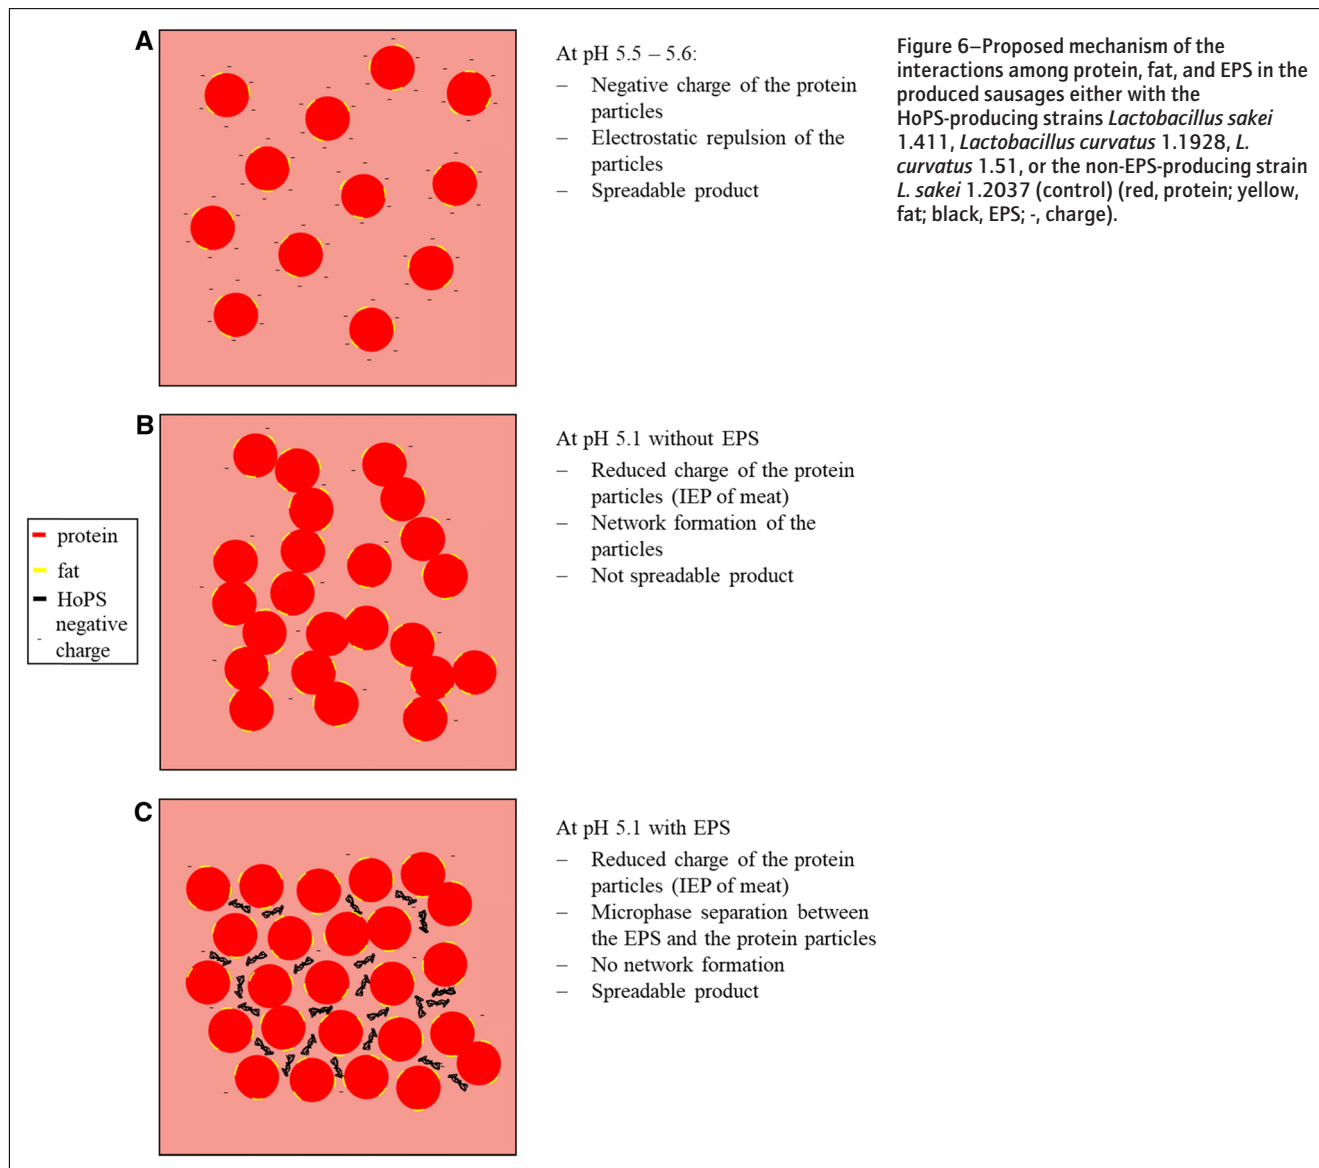 A
At pH 5.5 – 5.6:
– Negative charge of the protein
particles
– Electrostatic repulsion of the
particles
– Spreadable product
Figure 6–Proposed mechanism of the
interactions among protein, fat, and EPS in the
produced sausages either with the
HoPS-producing strains Lactobacillus sakei
1.411, Lactobacillus curvatus 1.1928, L.
curvatus 1.51, or the non-EPS-producing strain
L. sakei 1.2037 (control) (red, protein; yellow,
fat; black, EPS; -, charge).
B
At pH 5.1 without EPS
– Reduced charge of the protein
particles (IEP of meat)
– Network formation of the
particles
– Not spreadable product
protein
fat
HoPS
negative
- charge
C
At pH 5.1 with EPS
– Reduced charge of the protein
particles (IEP of meat)
– Microphase separation between
the EPS and the protein particles
– No network formation
– Spreadable product